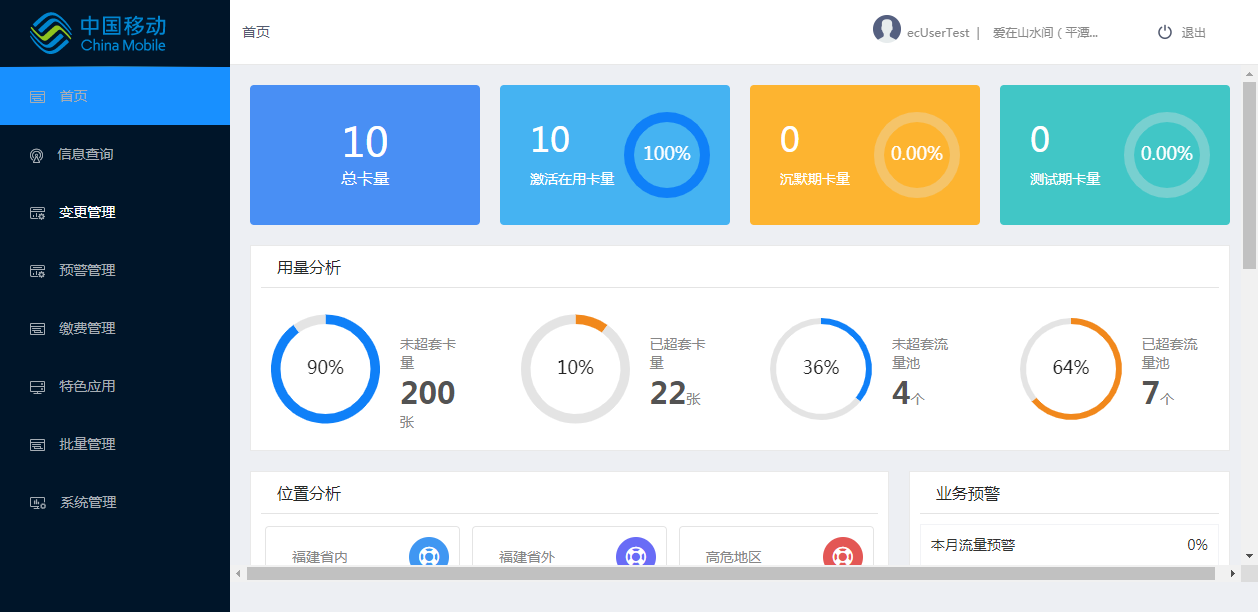 中国移动
China Mobile
首页
ecUserTest | 爱在山水间（平潭...
退出
首页
信息查询
变更管理
预警管理
缴费管理
特色应用
批量管理
系统管理
10
总卡量
10
激活在用卡量
100%
0
沉默期卡量
0.00%
0
测试期卡量
0.00%
用量分析
90%
未超套卡
量
200
张
10%
已超套卡
量
22张
36%
未超套流
量池
4个
64%
已超套流
量池
7个
位置分析
福建省内
福建省外
高危地区
业务预警
本月流量预警 0%